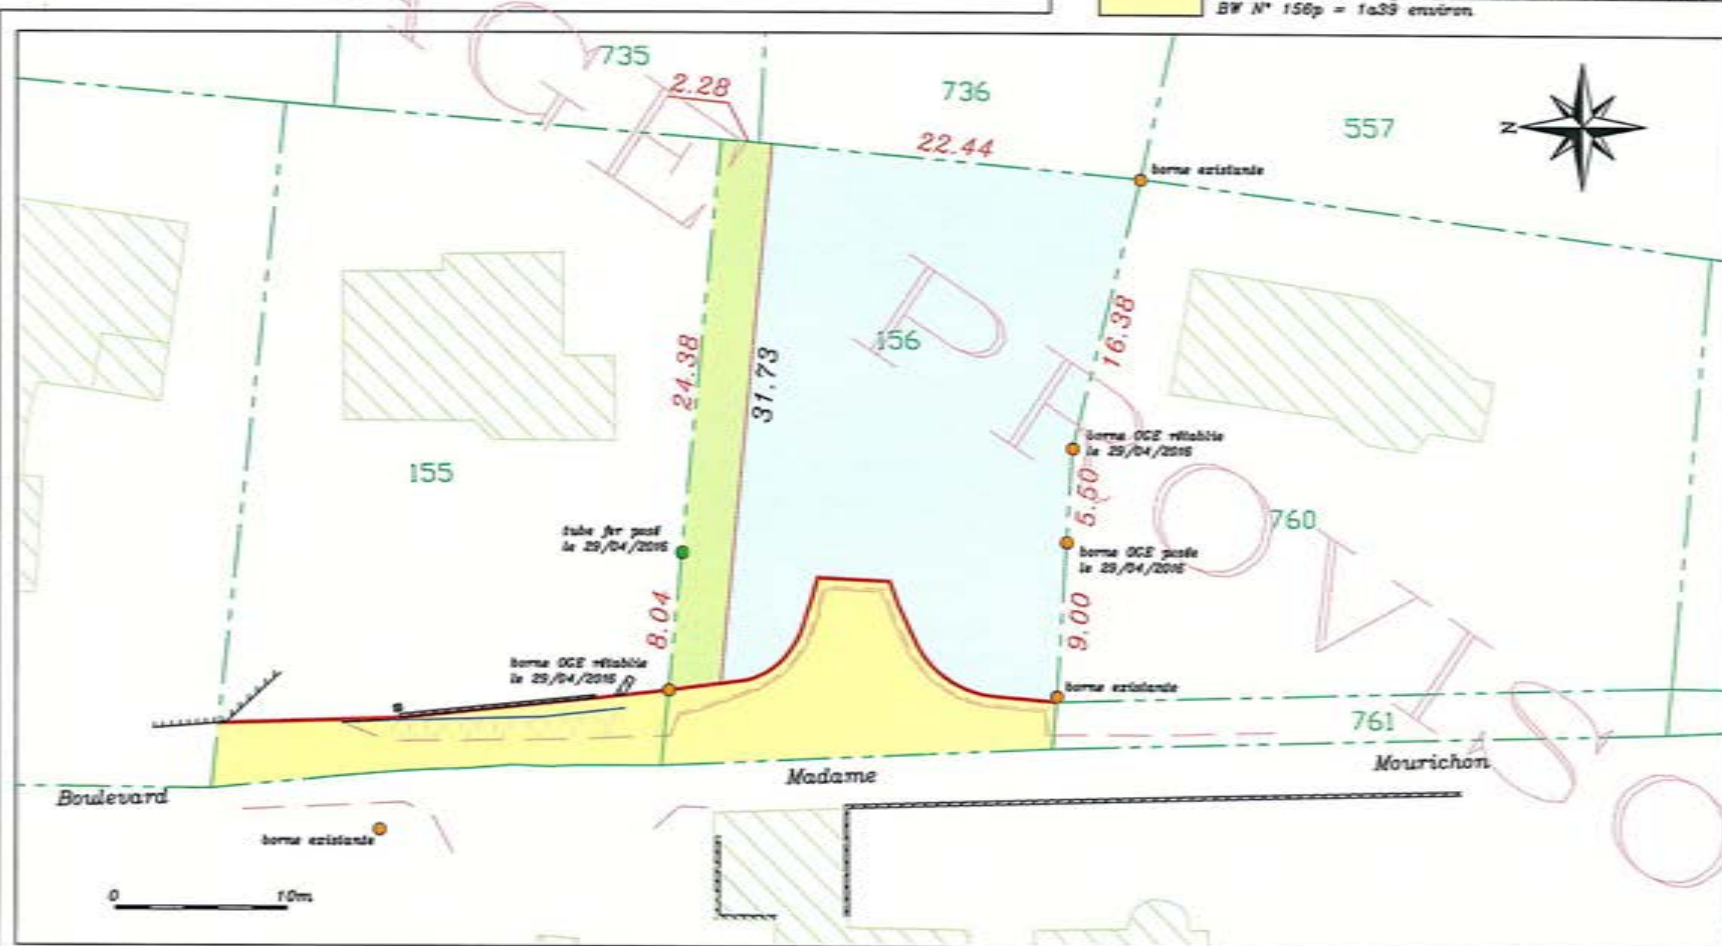 BW N° 156p = 1a39 environ
735
2.28
736
557
N
22.44
borne existante
156
16.38
24.38
31.73
borne OGE rétablie
le 29/04/2016
155
5.50
760
tube fer posé
le 29/04/2016
borne OGE posée
le 29/04/2016
8.04
9.00
borne OGE rétablie
le 29/04/2016
borne existante
S
761
Madame
Mourichon
Boulevard
borne existante
0 10m
GE
PROVISO